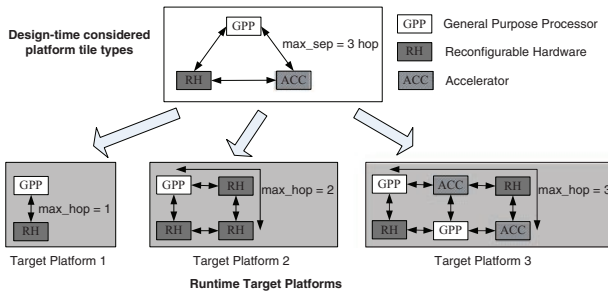 Design-time considered
platform tile types
GPP
max_sep = 3 hop
RH
ACC
GPP
General Purpose Processor
RH
Reconfigurable Hardware
ACC
Accelerator
GPP
max_hop = 1
RH
GPP
RH
max_hop = 2
RH
RH
GPP
ACC
RH
max_hop = 3
RH
GPP
ACC
Target Platform 1
Target Platform 2
Target Platform 3
Runtime Target Platforms